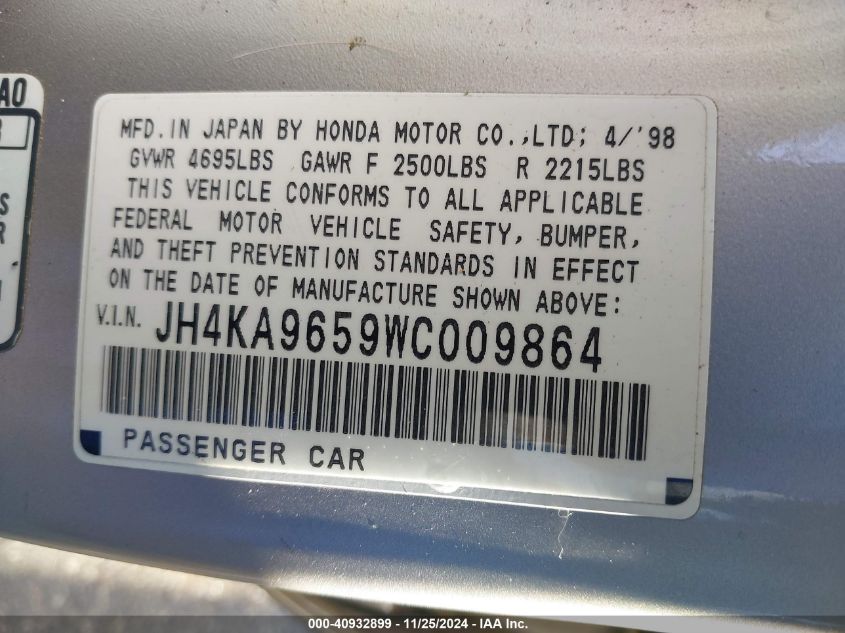 AO
MFD.IN JAPAN BY HONDA MOTOR CO.,LTD; 4/'98
GVWR 4695LBS GAWR F 2500LBS R 2215LBS
THIS VEHICLE CONFORMS TO ALL APPLICABLE
FEDERAL MOTOR VEHICLE SAFETY, BUMPER,
AND THEFT PREVENTION STANDARDS IN EFFECT
ON THE DATE OF MANUFACTURE SHOWN ABOVE:
V.I.N. JH4KA9659WC009864
PASSENGER CAR
S
R
000-40932899 - 11/25/2024 - IAA Inc.